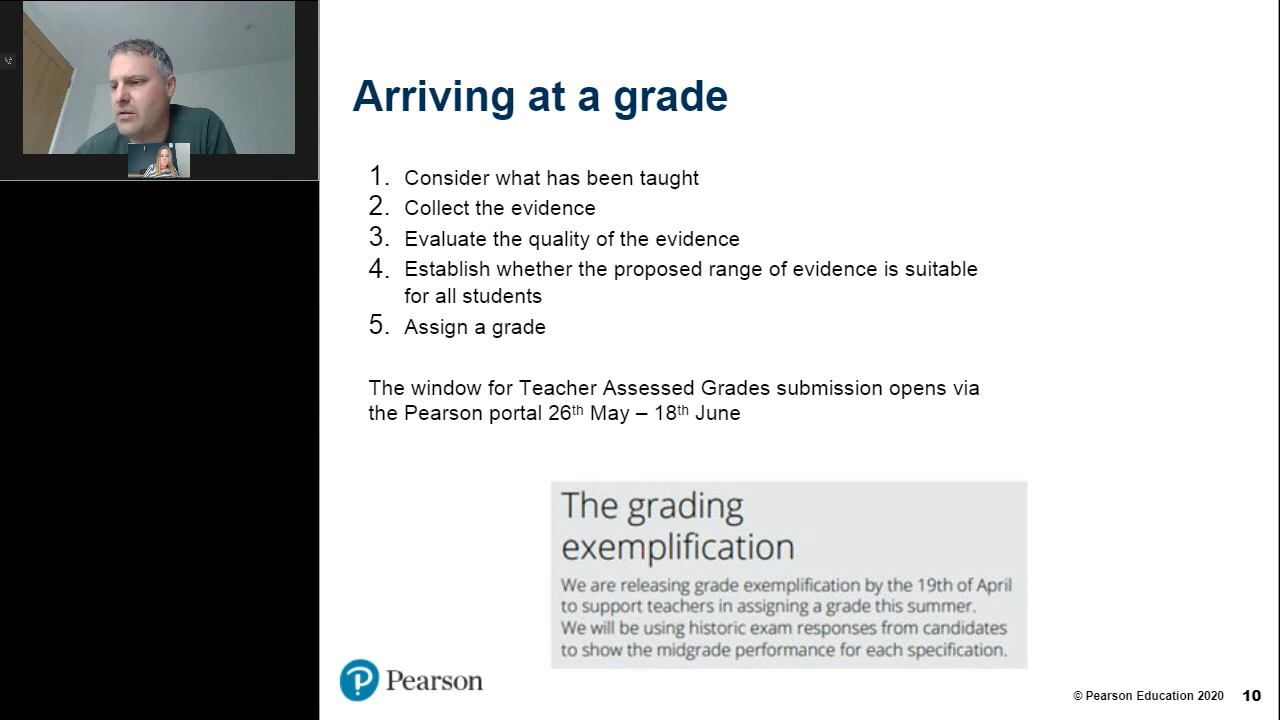 Arriving at a grade
1. Consider what has been taught
2. Collect the evidence
3. Evaluate the quality of the evidence
4. Establish whether the proposed range of evidence is suitable
for all students
5. Assign a grade
The window for Teacher Assessed Grades submission opens via
the Pearson portal 26th May – 18th June
The grading
exemplification
We are releasing grade exemplification by the 19th of April
to support teachers in assigning a grade this summer.
We will be using historic exam responses from candidates
to show the midgrade performance for each specification.
P Pearson
© Pearson Education 2020 10